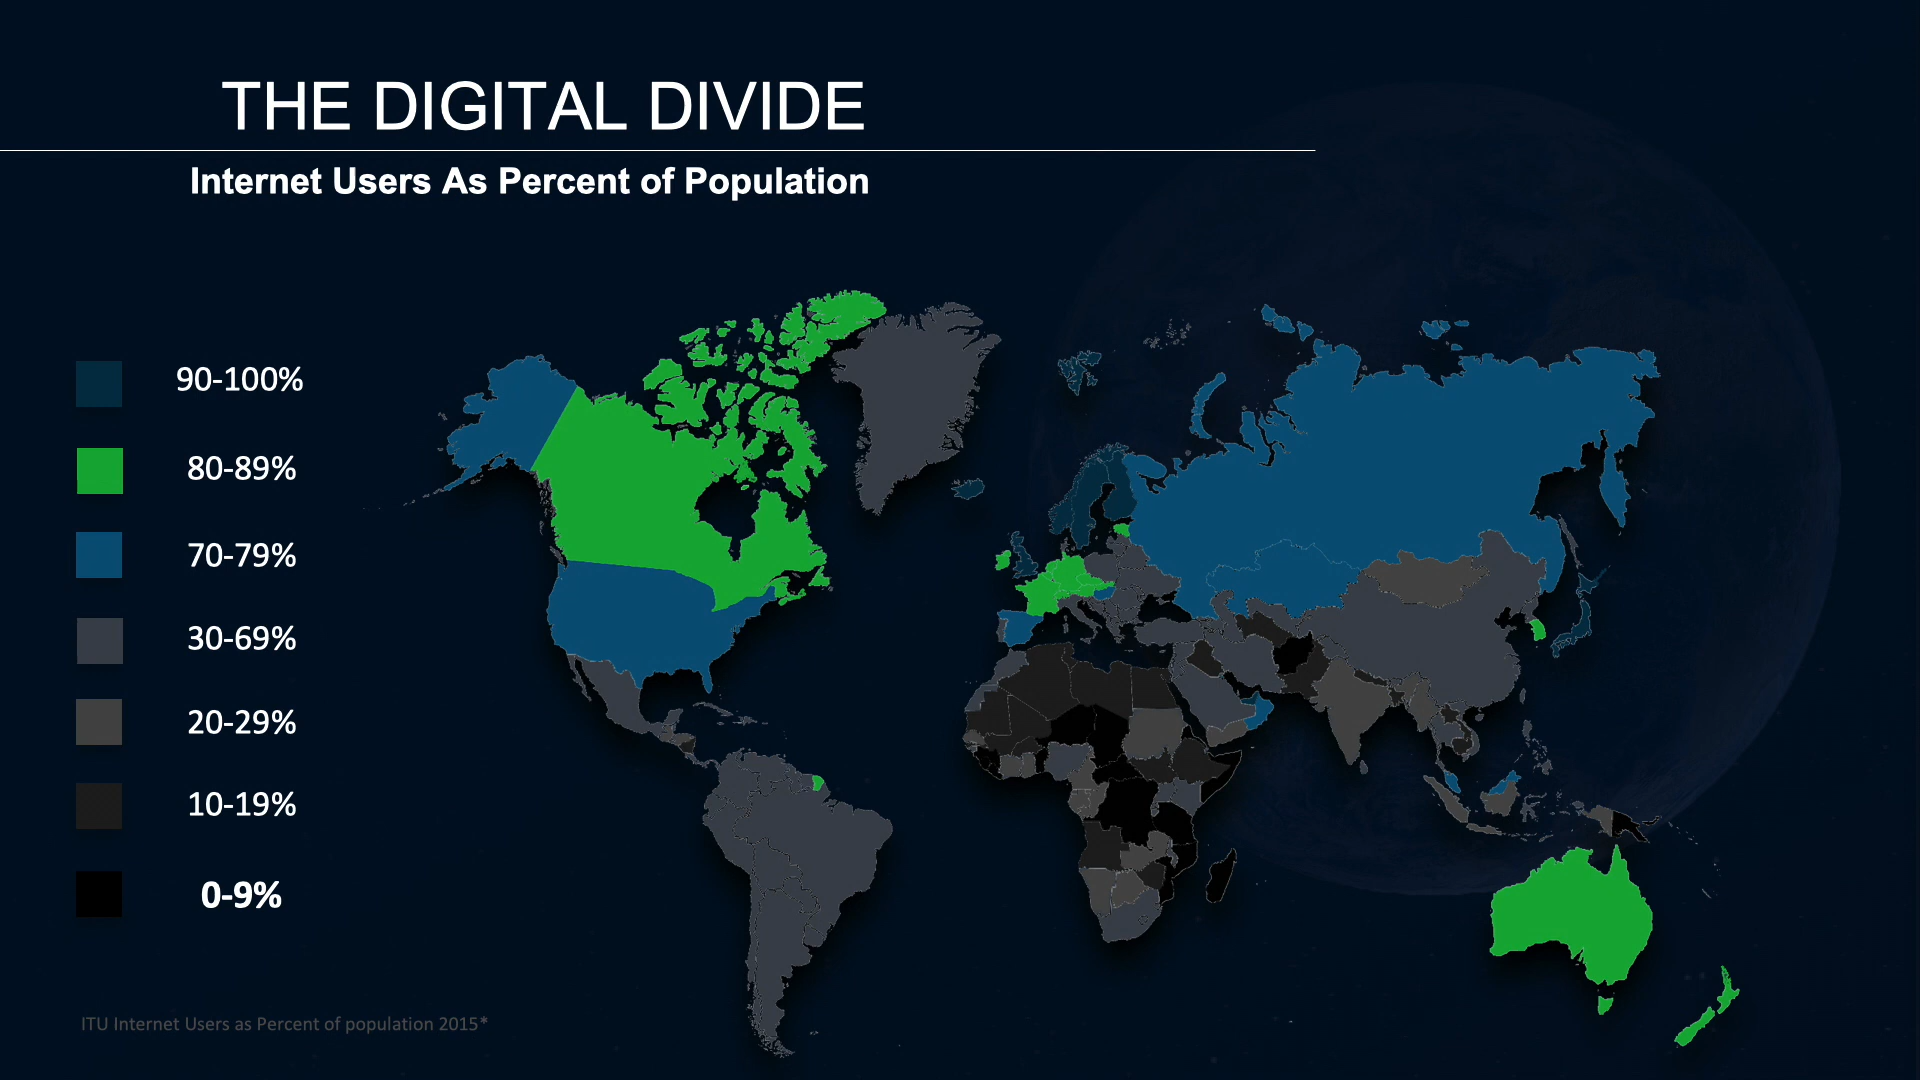 THE DIGITAL DIVIDE
Internet Users As Percent of Population
90-100%
80-89%
70-79%
30-69%
20-29%
10-19%
0-9%
ITU Internet Users as Percent of population 2015*